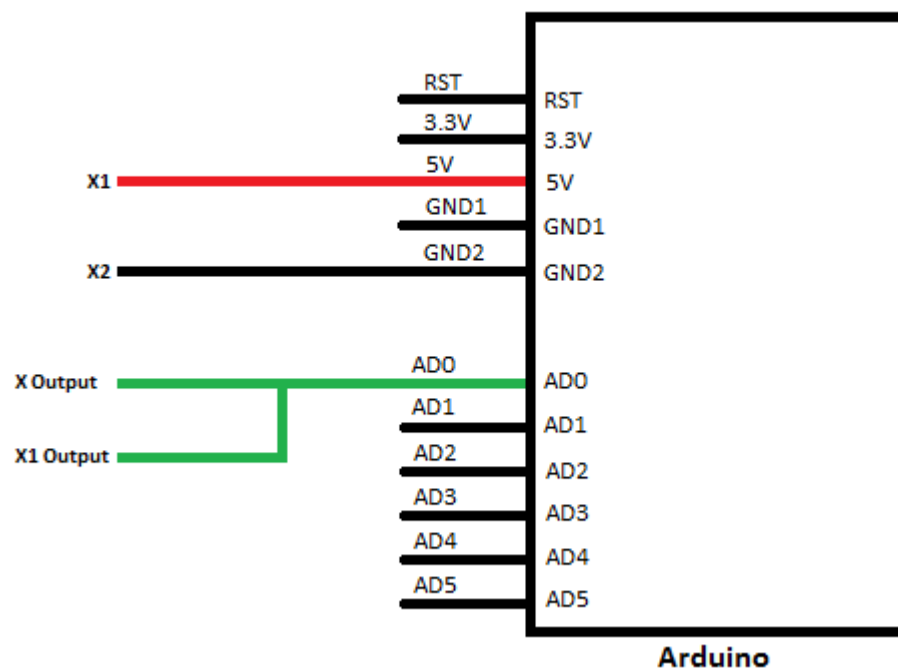 RST RST
3.3V 3.3V
5V
X1 5V
GND1 GND1
GND2
X2 GND2
AD0
X Output AD0
AD1 AD1
X1 Output
AD2 AD2
AD3 AD3
AD4 AD4
AD5 AD5
Arduino